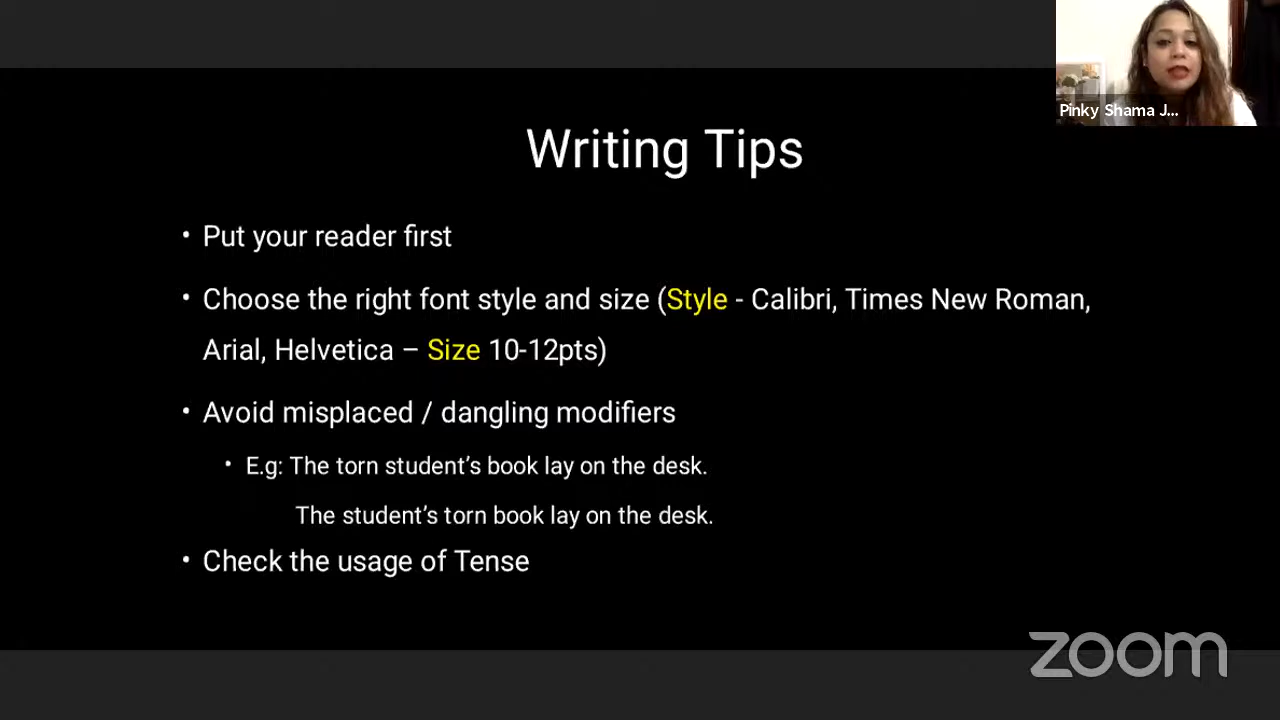 Pinky Shama J...
Writing Tips
• Put your reader first
• Choose the right font style and size (Style - Calibri, Times New Roman,
Arial, Helvetica – Size 10-12pts)
• Avoid misplaced / dangling modifiers
• E.g: The torn student’s book lay on the desk.
The student’s torn book lay on the desk.
• Check the usage of Tense
zoom